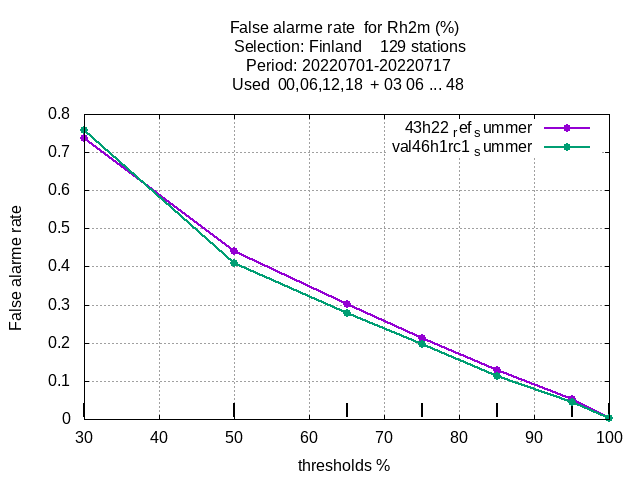 False alarme rate  for Rh2m (%)
Selection: Finland    129 stations
Period: 20220701-20220717
Used  00,06,12,18  + 03 06 ... 48
43h22 ref summer
val46h1rc1 summer
0.8
0.7
0.6
0.5
0.4
0.3
0.2
0.1
0
False alarme rate
30 40 50 60 70 80 90 100
thresholds %